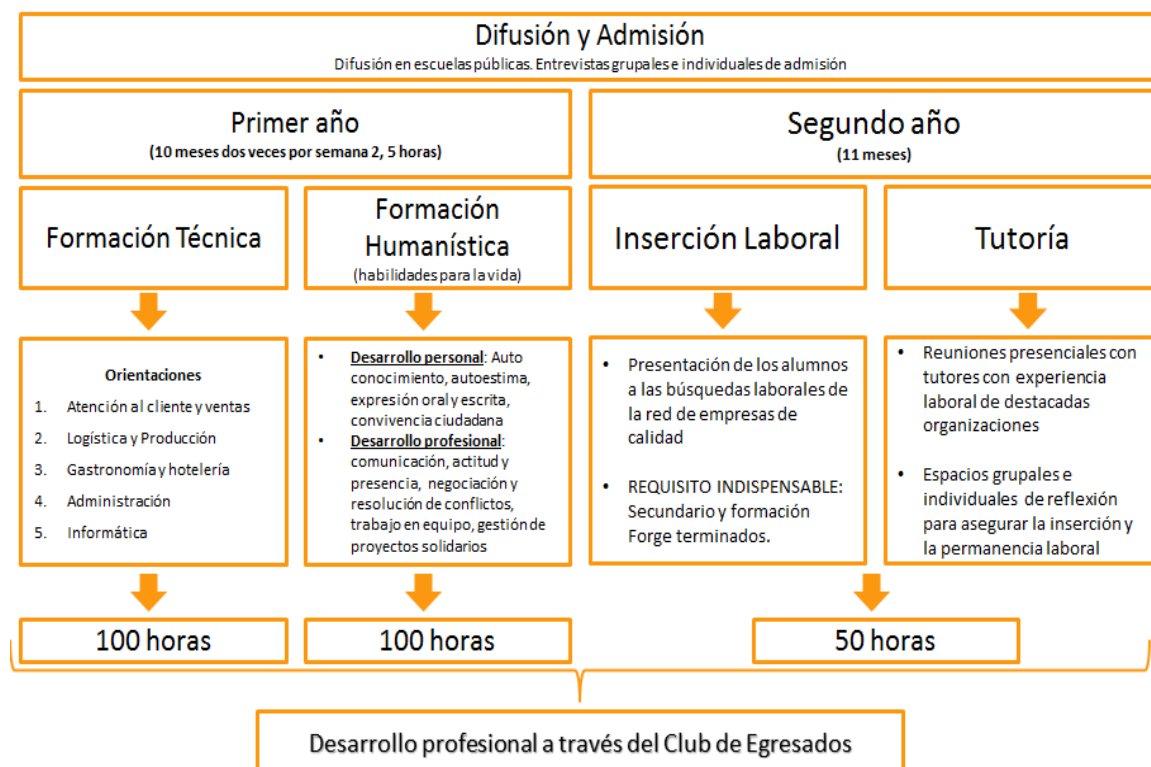 Difusión y Admisión
Difusión en escuelas públicas. Entrevistas grupales e individuales de admisión
Primer año
(10 meses dos veces por semana 2, 5 horas)
Segundo año
(11 meses)
Formación Técnica
Formación
Humanística
(habilidades para la vida)
Inserción Laboral
Tutoría
Orientaciones
1. Atención al cliente y ventas
2. Logística y Producción
3. Gastronomía y hotelería
4. Administración
5. Informática
• Desarrollo personal: Auto
conocimiento, autoestima,
expresión oral y escrita,
convivencia ciudadana
• Desarrollo profesional:
comunicación, actitud y
presencia, negociación y
resolución de conflictos,
trabajo en equipo, gestión de
proyectos solidarios
• Presentación de los alumnos
a las búsquedas laborales de
la red de empresas de
calidad
• REQUISITO INDISPENSABLE:
Secundario y formación
Forge terminados.
• Reuniones presenciales con
tutores con experiencia
laboral de destacadas
organizaciones
• Espacios grupales e
individuales de reflexión
para asegurar la inserción y
la permanencia laboral
100 horas
100 horas
50 horas
Desarrollo profesional a través del Club de Egresados